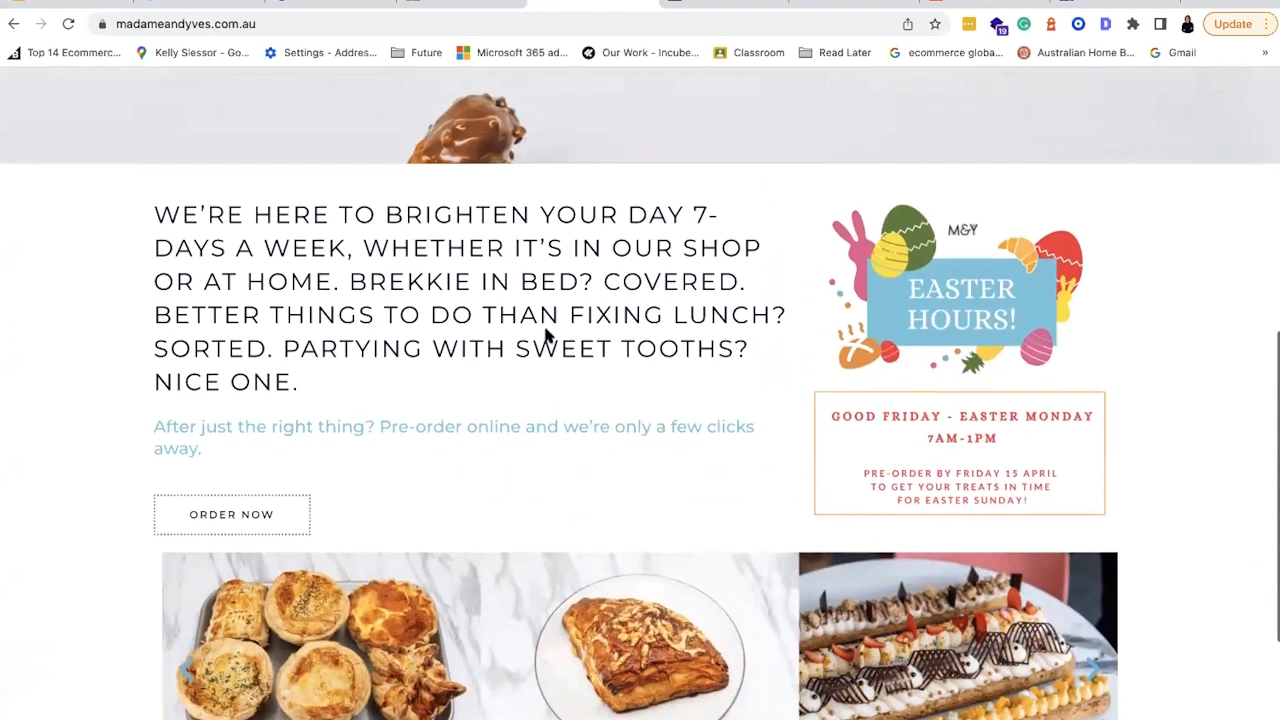 madameandyves.com.au
19
Update
Top 14 Ecommerc...
Kelly Slessor - Go...
Settings - Addres...
Future
Microsoft 365 ad...
Our Work - Incube...
Classroom
Read Later
ecommerce globa...
Australian Home B...
Gmail
»
WE'RE HERE TO BRIGHTEN YOUR DAY 7-
DAYS A WEEK, WHETHER IT'S IN OUR SHOP
OR AT HOME. BREKKIE IN BED? COVERED.
BETTER THINGS TO DO THAN FIXING LUNCH?
SORTED. PARTYING WITH SWEET TOOTHS?
NICE ONE.
After just the right thing? Pre-order online and we're only a few clicks
away.
ORDER NOW
M&Y
EASTER
HOURS!
GOOD FRIDAY - EASTER MONDAY
7AM-1PM
PRE-ORDER BY FRIDAY 15 APRIL
TO GET YOUR TREATS IN TIME
FOR EASTER SUNDAY!